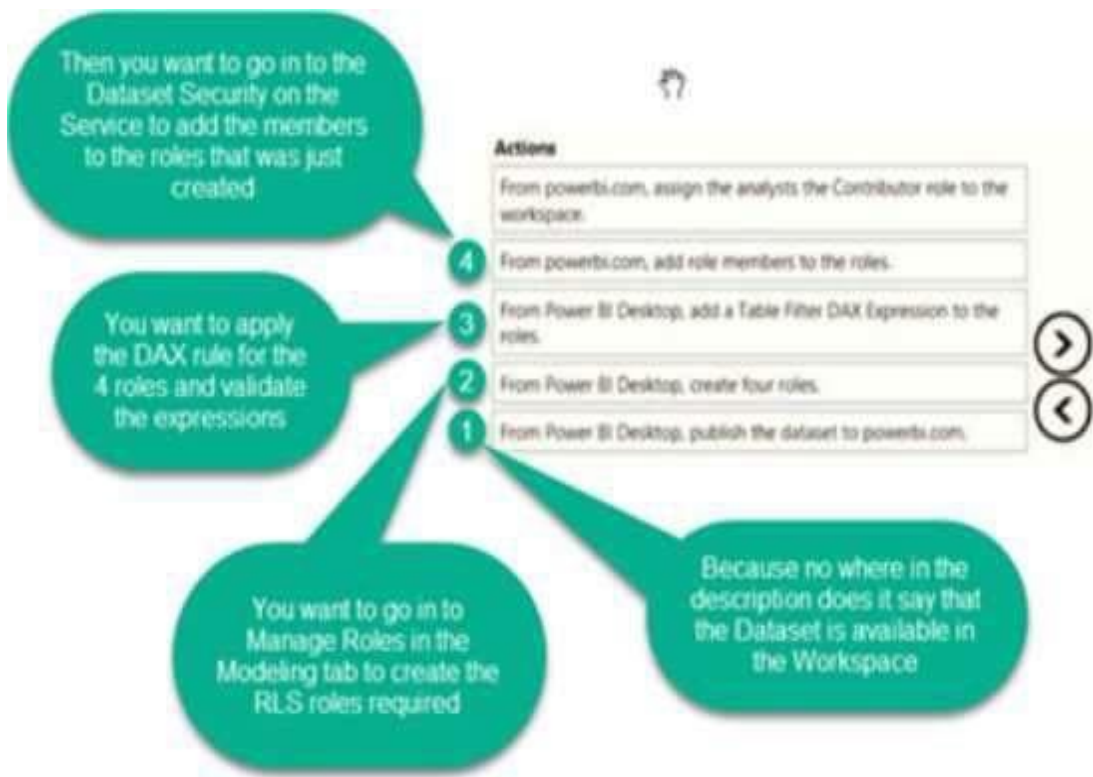 Then you want to go in to the
Dataset Security on the
Service to add the members
to the roles that was just
created
Actions
From powerbi.com, assign the analysts the Contributor role to the
workspace.
4
From powerbi.com, add role members to the roles.
You want to apply
the DAX rule for the
4 roles and validate
the expressions
3
From Power BI Desktop, add a Table Filter DAX Expression to the
roles.
2
From Power BI Desktop, create four roles.
1
From Power BI Desktop, publish the dataset to powerbi.com.
You want to go in to
Manage Roles in the
Modeling tab to create the
RLS roles required
Because no where in the
description does it say that
the Dataset is available in
the Workspace